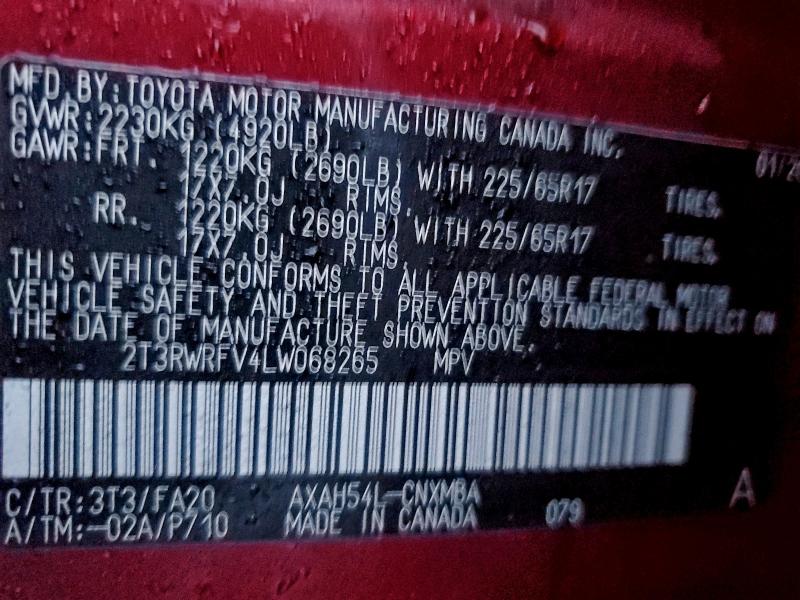 MFD BY: TOYOTA MOTOR MANUFACTURING CANADA INC.
GVWR: 2230KG (4920LB) 01/20
GAWR: FRT. 1220KG (2690LB) WITH 225/65R17 TIRES,
17X7.0J RIMS,
RR. 1220KG (2690LB) WITH 225/65R17 TIRES,
17X7.0J RIMS,
THIS VEHICLE CONFORMS TO ALL APPLICABLE FEDERAL MOTOR
VEHICLE SAFETY AND THEFT PREVENTION STANDARDS IN EFFECT ON
THE DATE OF MANUFACTURE SHOWN ABOVE.
2T3RWRFV4LW068265 MPV
C/TR: 3T3/FA20 AXAH54L-CNXMBA A
A/TM: -02A/P710 MADE IN CANADA 079